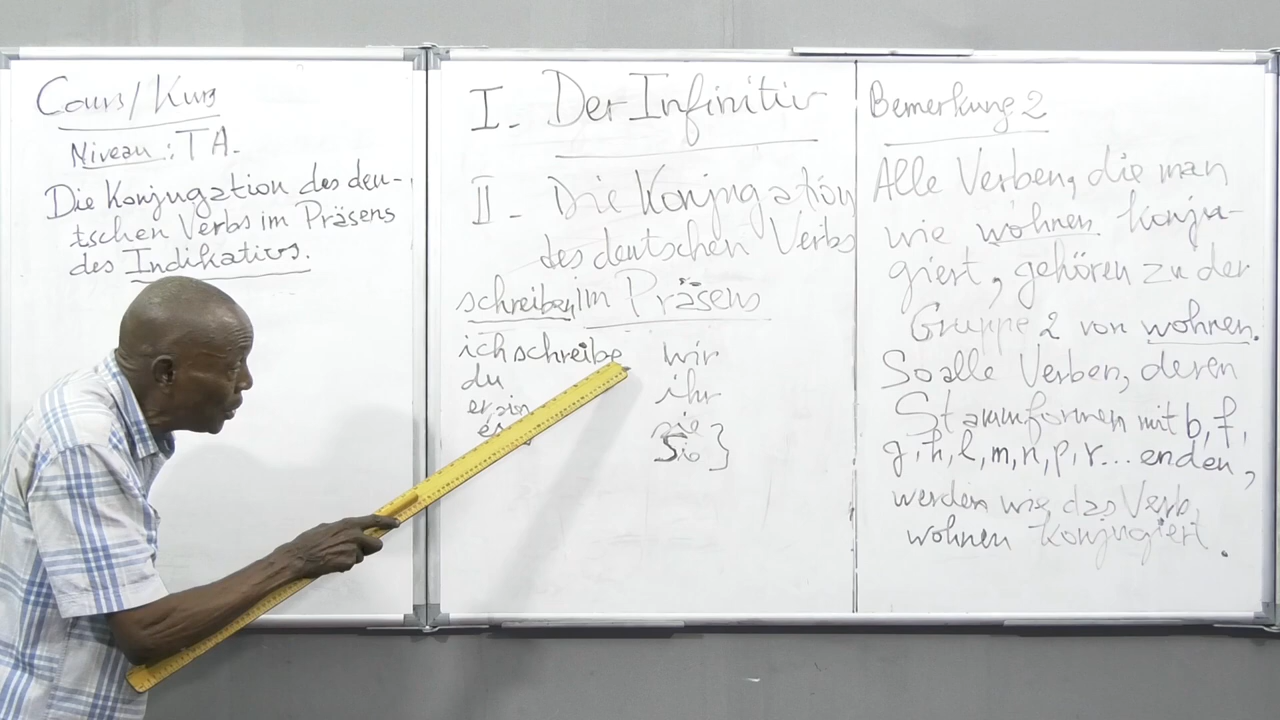 Cours/Kurs
Niveau : TA.
Die Konjugation des deu-
tschen Verbs im Präsens
des Indikativs.
I - Der Infinitiv
II - Die Konjugation
des deutschen Verbs
schreiben im Präsens
ich schreibe
du
er, sie,
es
wir
ihr
sie
Sie }
Bemerkung 2
Alle Verben, die man
wie wohnen konju-
giert, gehören zu der
Gruppe 2 von wohnen.
So alle Verben, deren
Stammformen mit b, f,
g, h, l, m, n, p, r... enden,
werden wie das Verb
wohnen konjugiert.